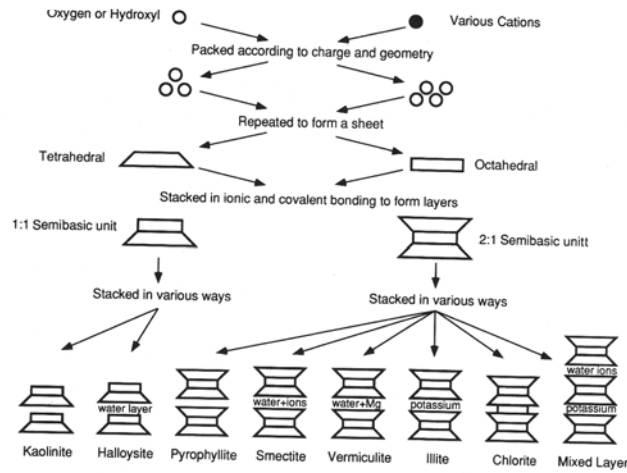 Oxygen or Hydroxyl
Various Cations
Packed according to charge and geometry
Repeated to form a sheet
Tetrahedral
Octahedral
Stacked in ionic and covalent bonding to form layers
1:1 Semibasic unit
2:1 Semibasic unitt
Stacked in various ways
Stacked in various ways
water ions
water layer
water+ions
water+Mg
potassium
potassium
Kaolinite
Halloysite
Pyrophyllite
Smectite
Vermiculite
Illite
Chlorite
Mixed Layer